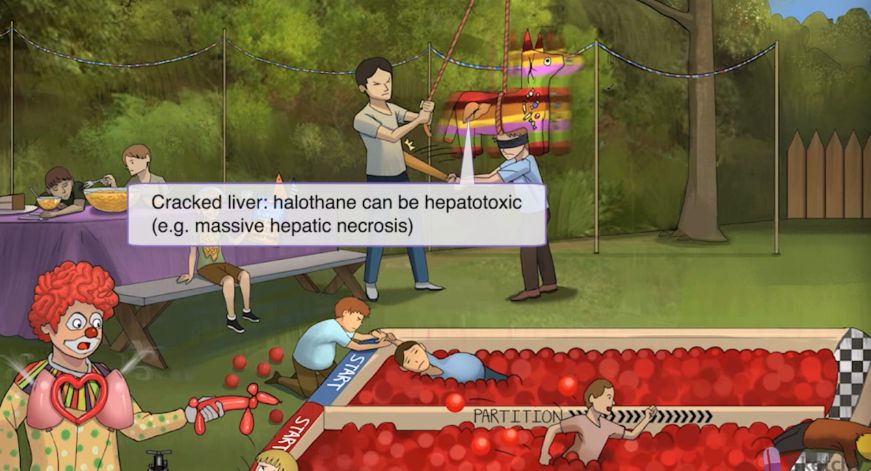 Cracked liver: halothane can be hepatotoxic
(e.g. massive hepatic necrosis)
START
PARTITION
START